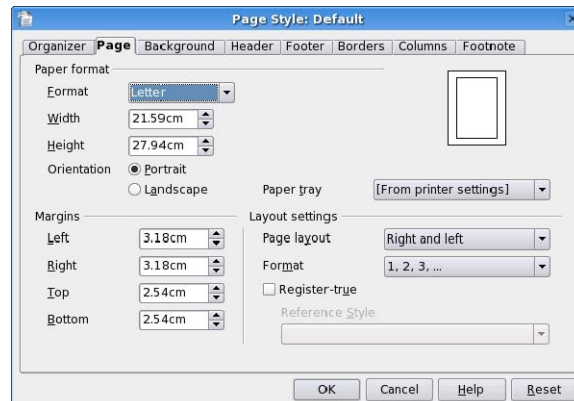 Page Style: Default
Organizer Page Background Header Footer Borders Columns Footnote
Paper format
Format Letter
Width 21.59cm
Height 27.94cm
Orientation Portrait
Landscape Paper tray [From printer settings]
Margins Layout settings
Left 3.18cm Page layout Right and left
Right 3.18cm Format 1, 2, 3, ...
Top 2.54cm Register-true
Bottom 2.54cm Reference Style
OK Cancel Help Reset